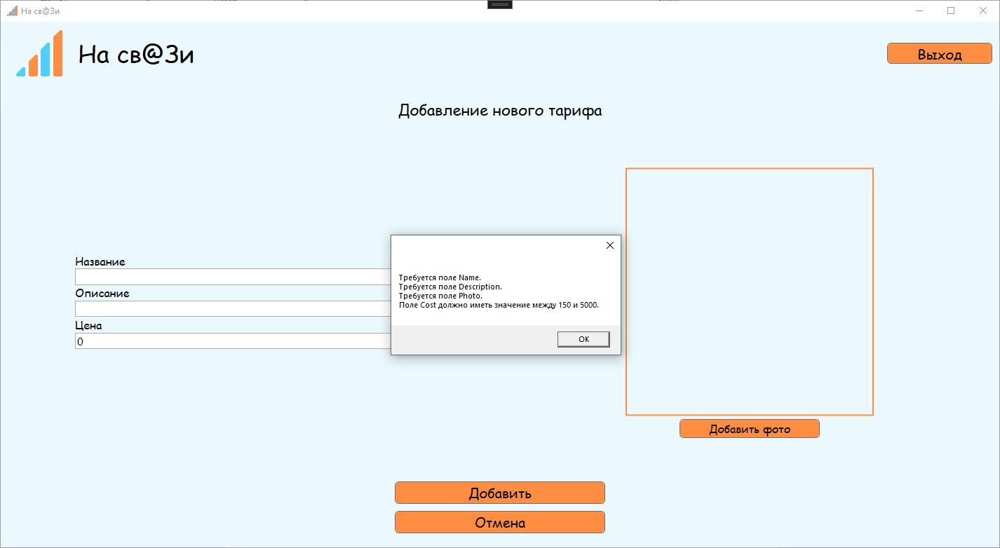 На св@Зи
На св@Зи
Выход
Добавление нового тарифа
Название
Описание
Цена
0
Требуется поле Name.
Требуется поле Description.
Требуется поле Photo.
Поле Cost должно иметь значение между 150 и 5000.
OK
Добавить фото
Добавить
Отмена